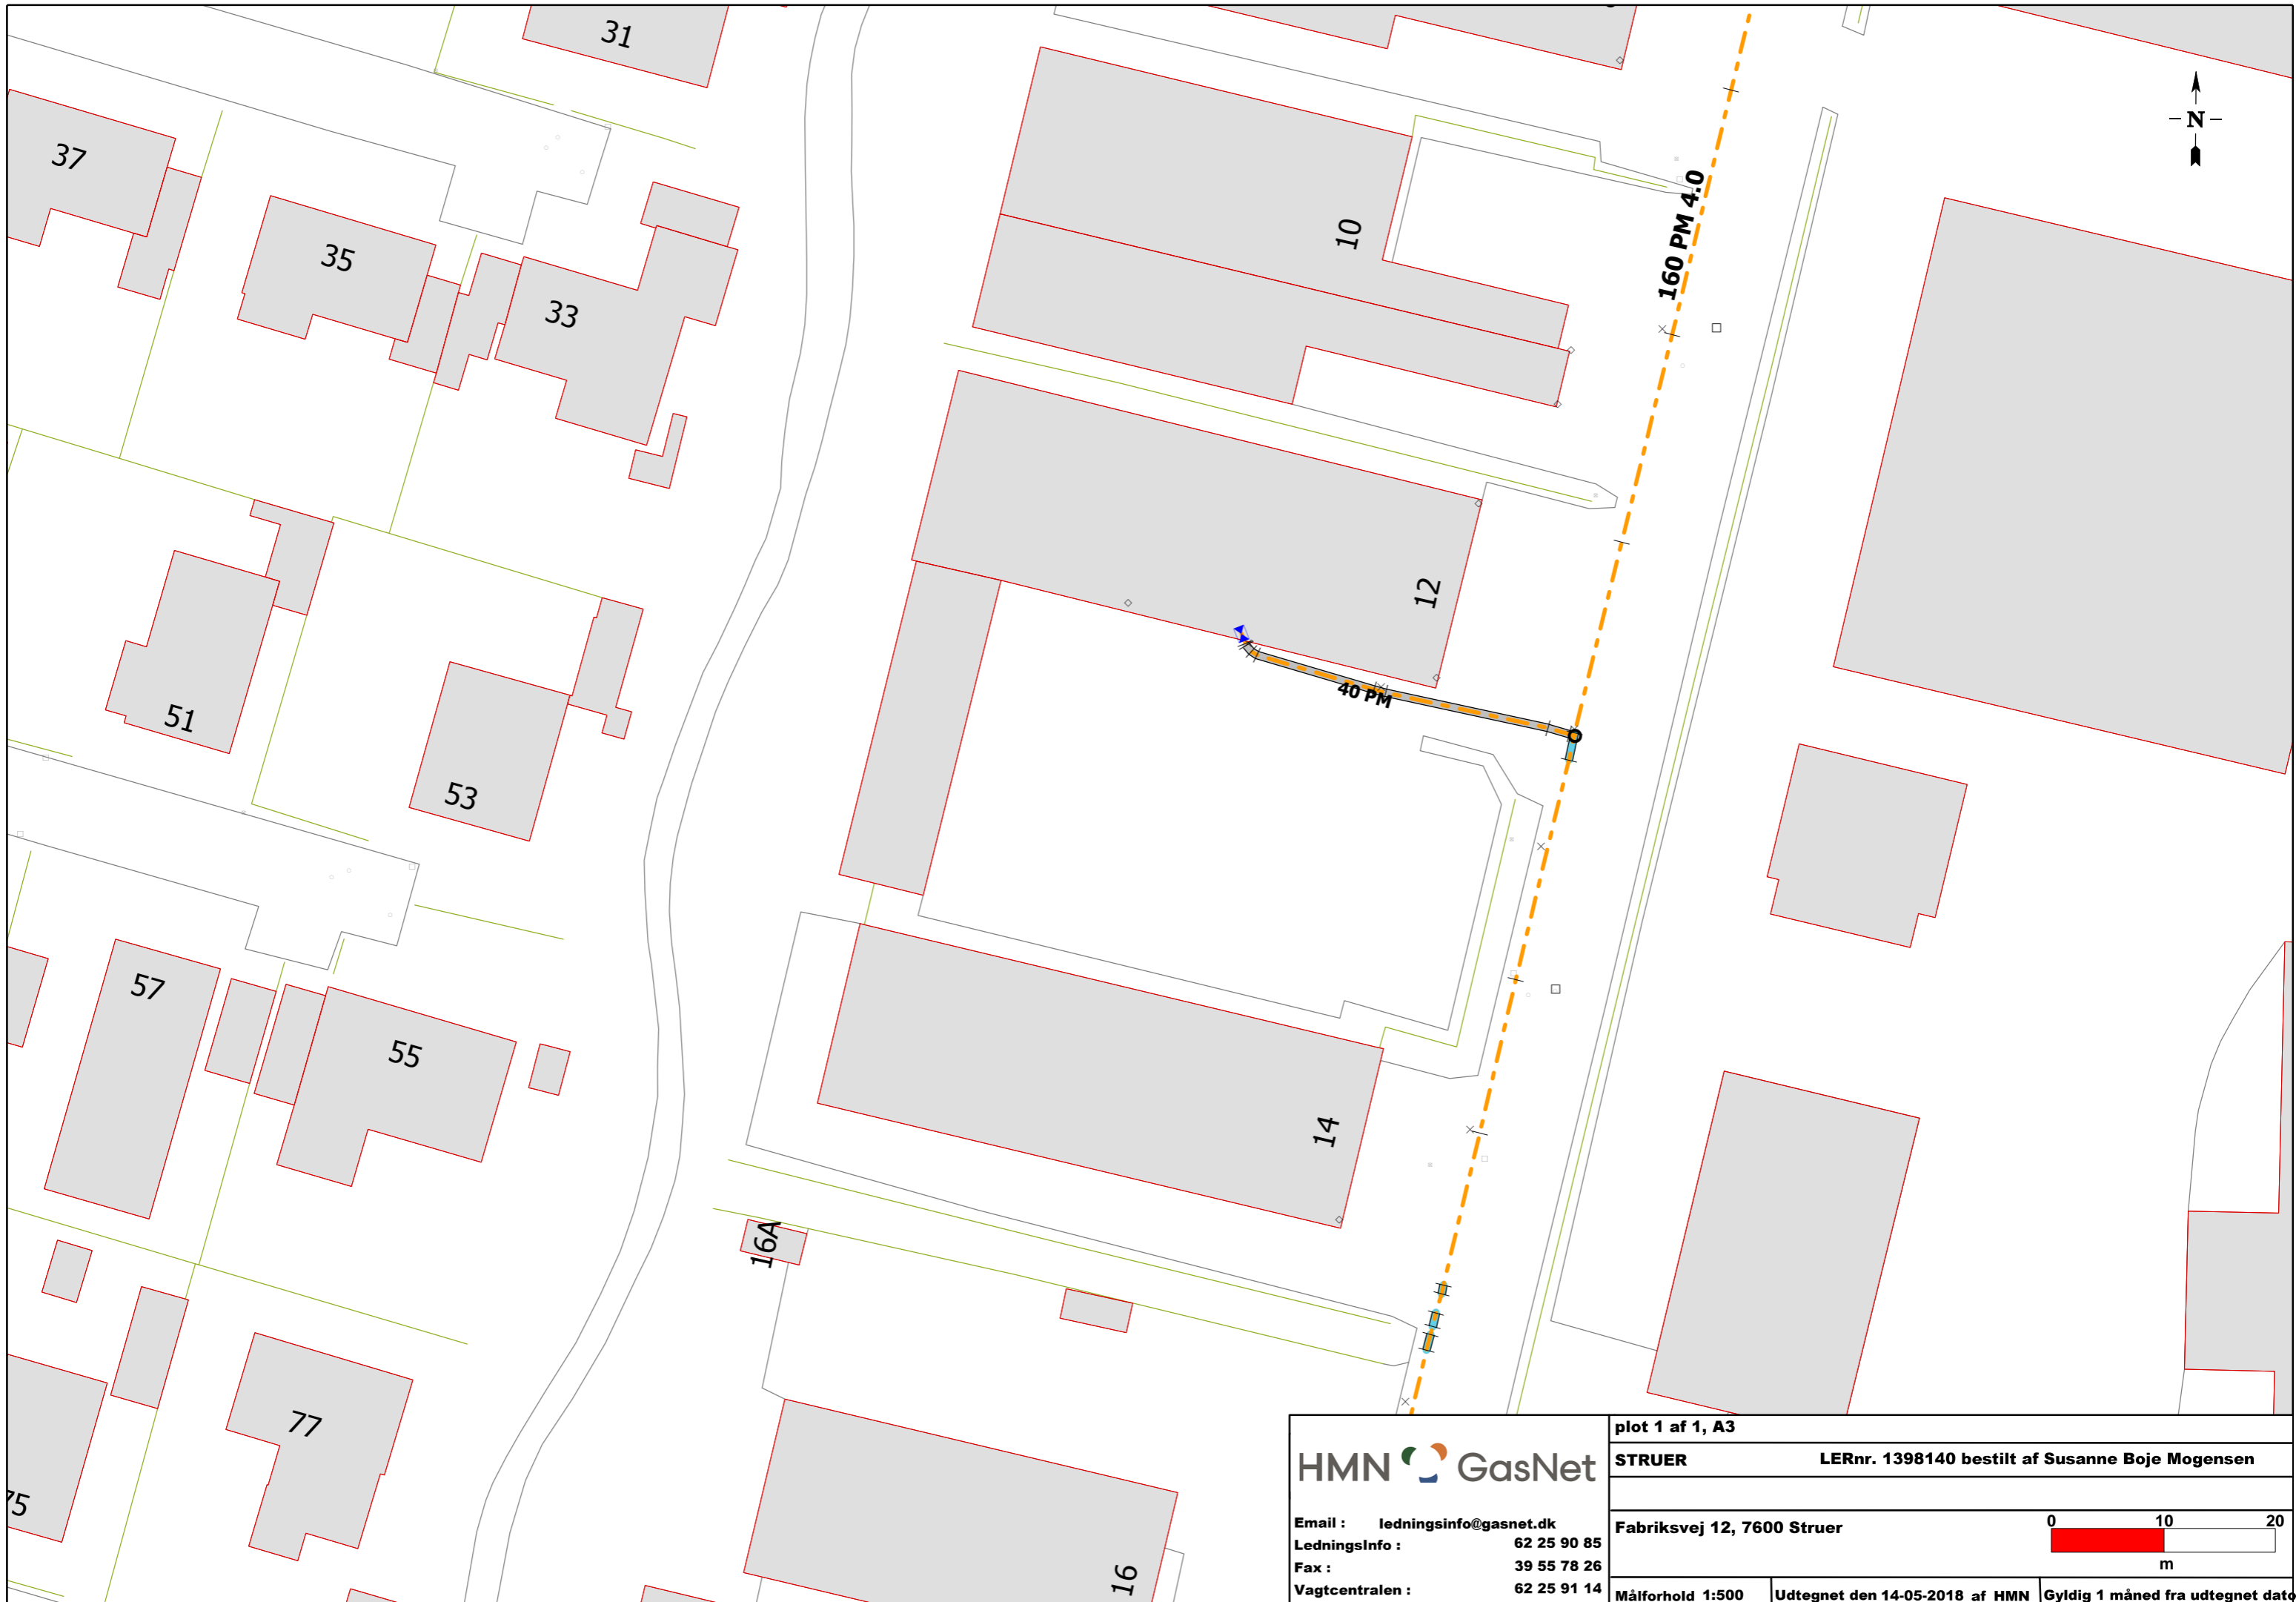 31
N
37
10
160 PM 4.0
35
33
12
40 PM
51
53
57
55
14
16A
77
75
16
HMN GasNet
Email : ledningsinfo@gasnet.dk
LedningsInfo : 62 25 90 85
Fax : 39 55 78 26
Vagtcentralen : 62 25 91 14
plot 1 af 1, A3
STRUER LERnr. 1398140 bestilt af Susanne Boje Mogensen
Fabriksvej 12, 7600 Struer
0 10 20
m
Målforhold 1:500 Udtegnet den 14-05-2018 af HMN Gyldig 1 måned fra udtegnet dato